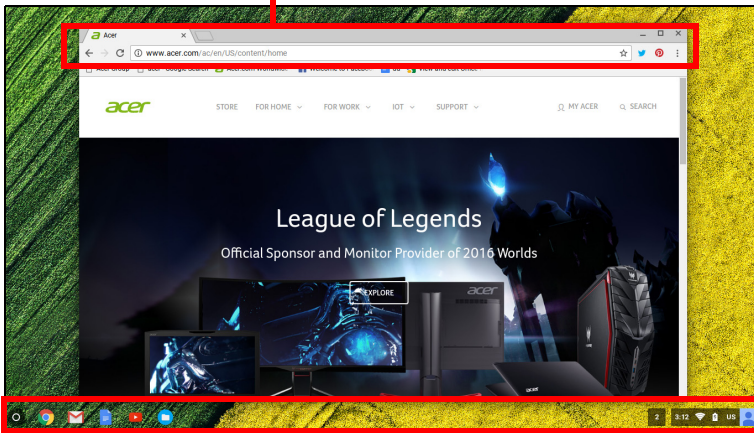 Acer
www.acer.com/ac/en/US/content/home
acer
STORE FOR HOME FOR WORK IOT SUPPORT MY ACER SEARCH
League of Legends
Official Sponsor and Monitor Provider of 2016 Worlds
EXPLORE
acer
acer
2 3:12 US